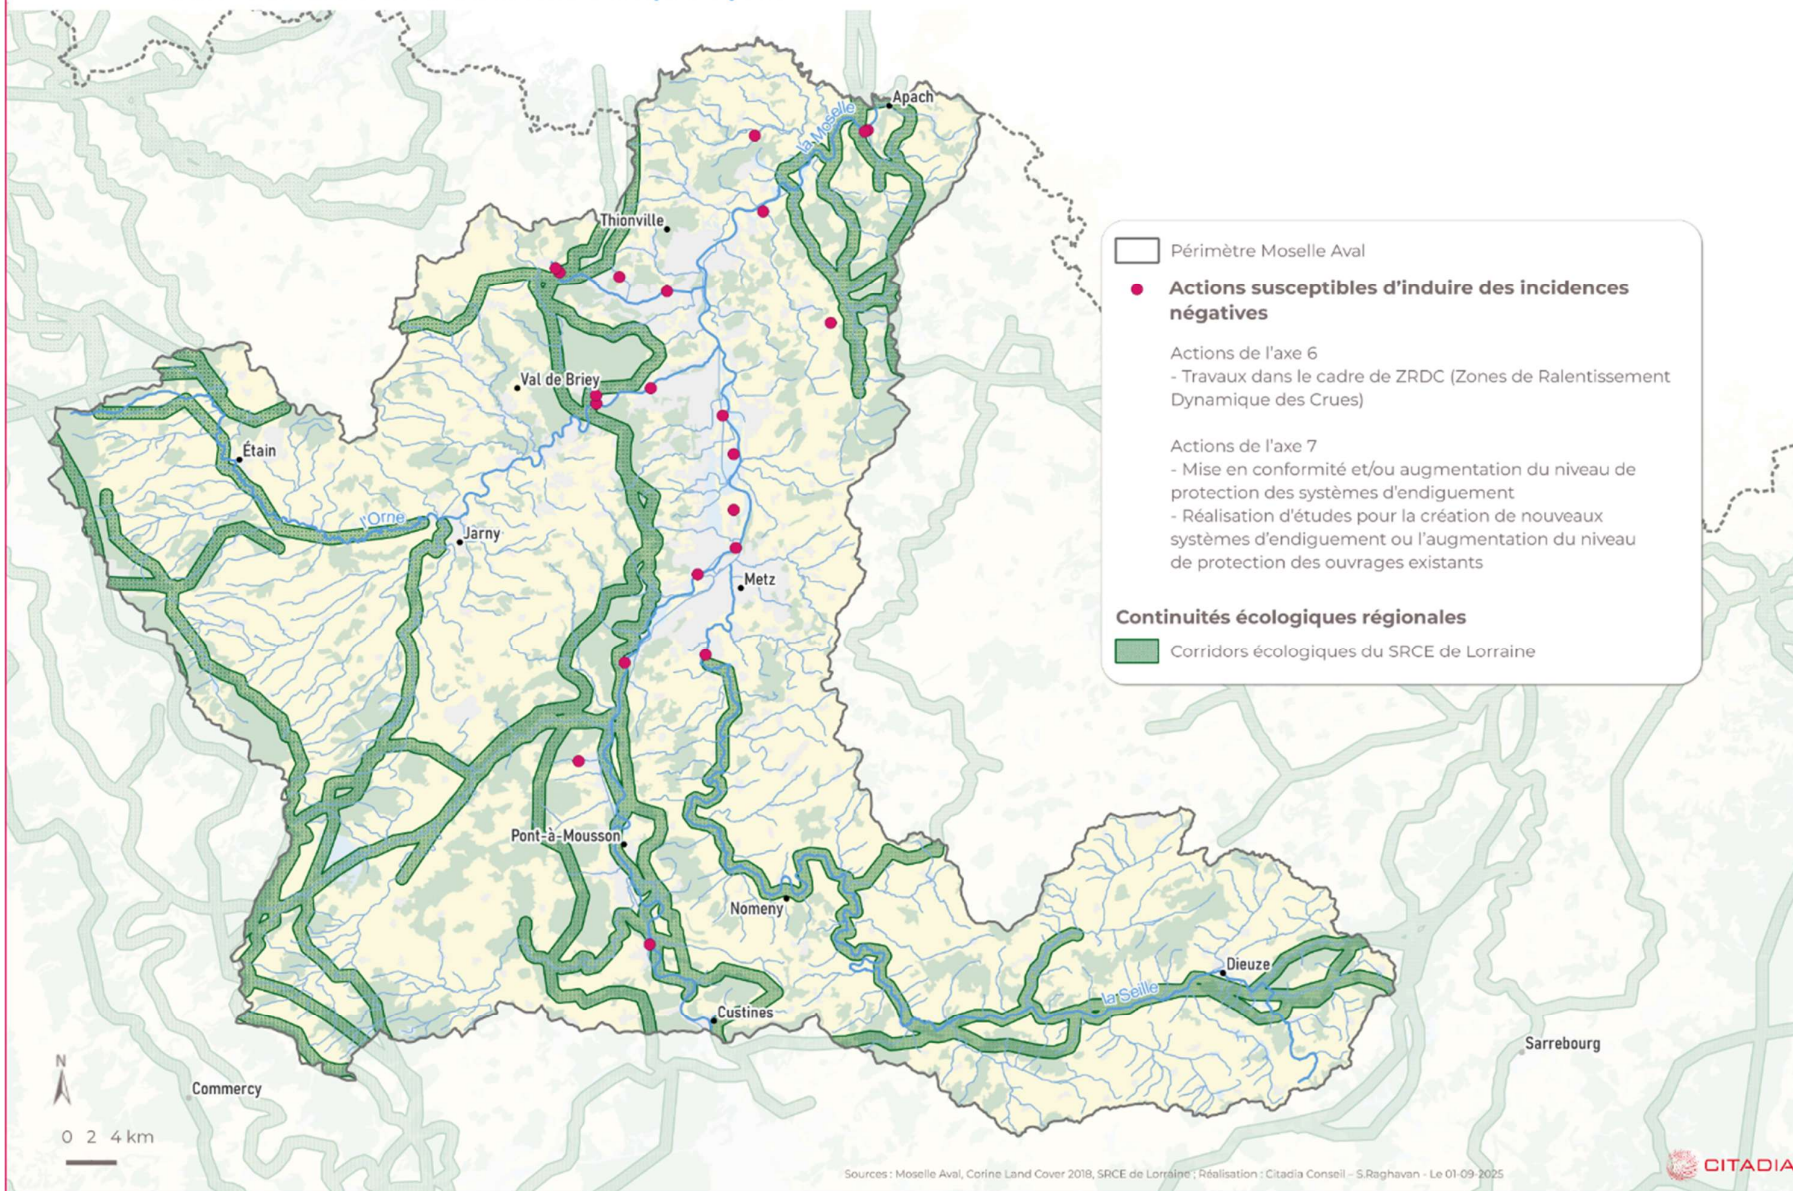 Apach
la Moselle
Thionville
Val de Briey
Étain
l'Orne
Jarny
Metz
Pont-à-Mousson
Nomeny
Dieuze
la Seille
Custines
Sarrebourg
Commercy
N
0 2 4 km
Périmètre Moselle Aval
Actions susceptibles d'induire des incidences
négatives
Actions de l'axe 6
- Travaux dans le cadre de ZRDC (Zones de Ralentissement
Dynamique des Crues)
Actions de l'axe 7
- Mise en conformité et/ou augmentation du niveau de
protection des systèmes d'endiguement
- Réalisation d'études pour la création de nouveaux
systèmes d'endiguement ou l'augmentation du niveau
de protection des ouvrages existants
Continuités écologiques régionales
Corridors écologiques du SRCE de Lorraine
Sources : Moselle Aval, Corine Land Cover 2018, SRCE de Lorraine ; Réalisation : Citadia Conseil – S.Raghavan - Le 01-09-2025
CITADIA